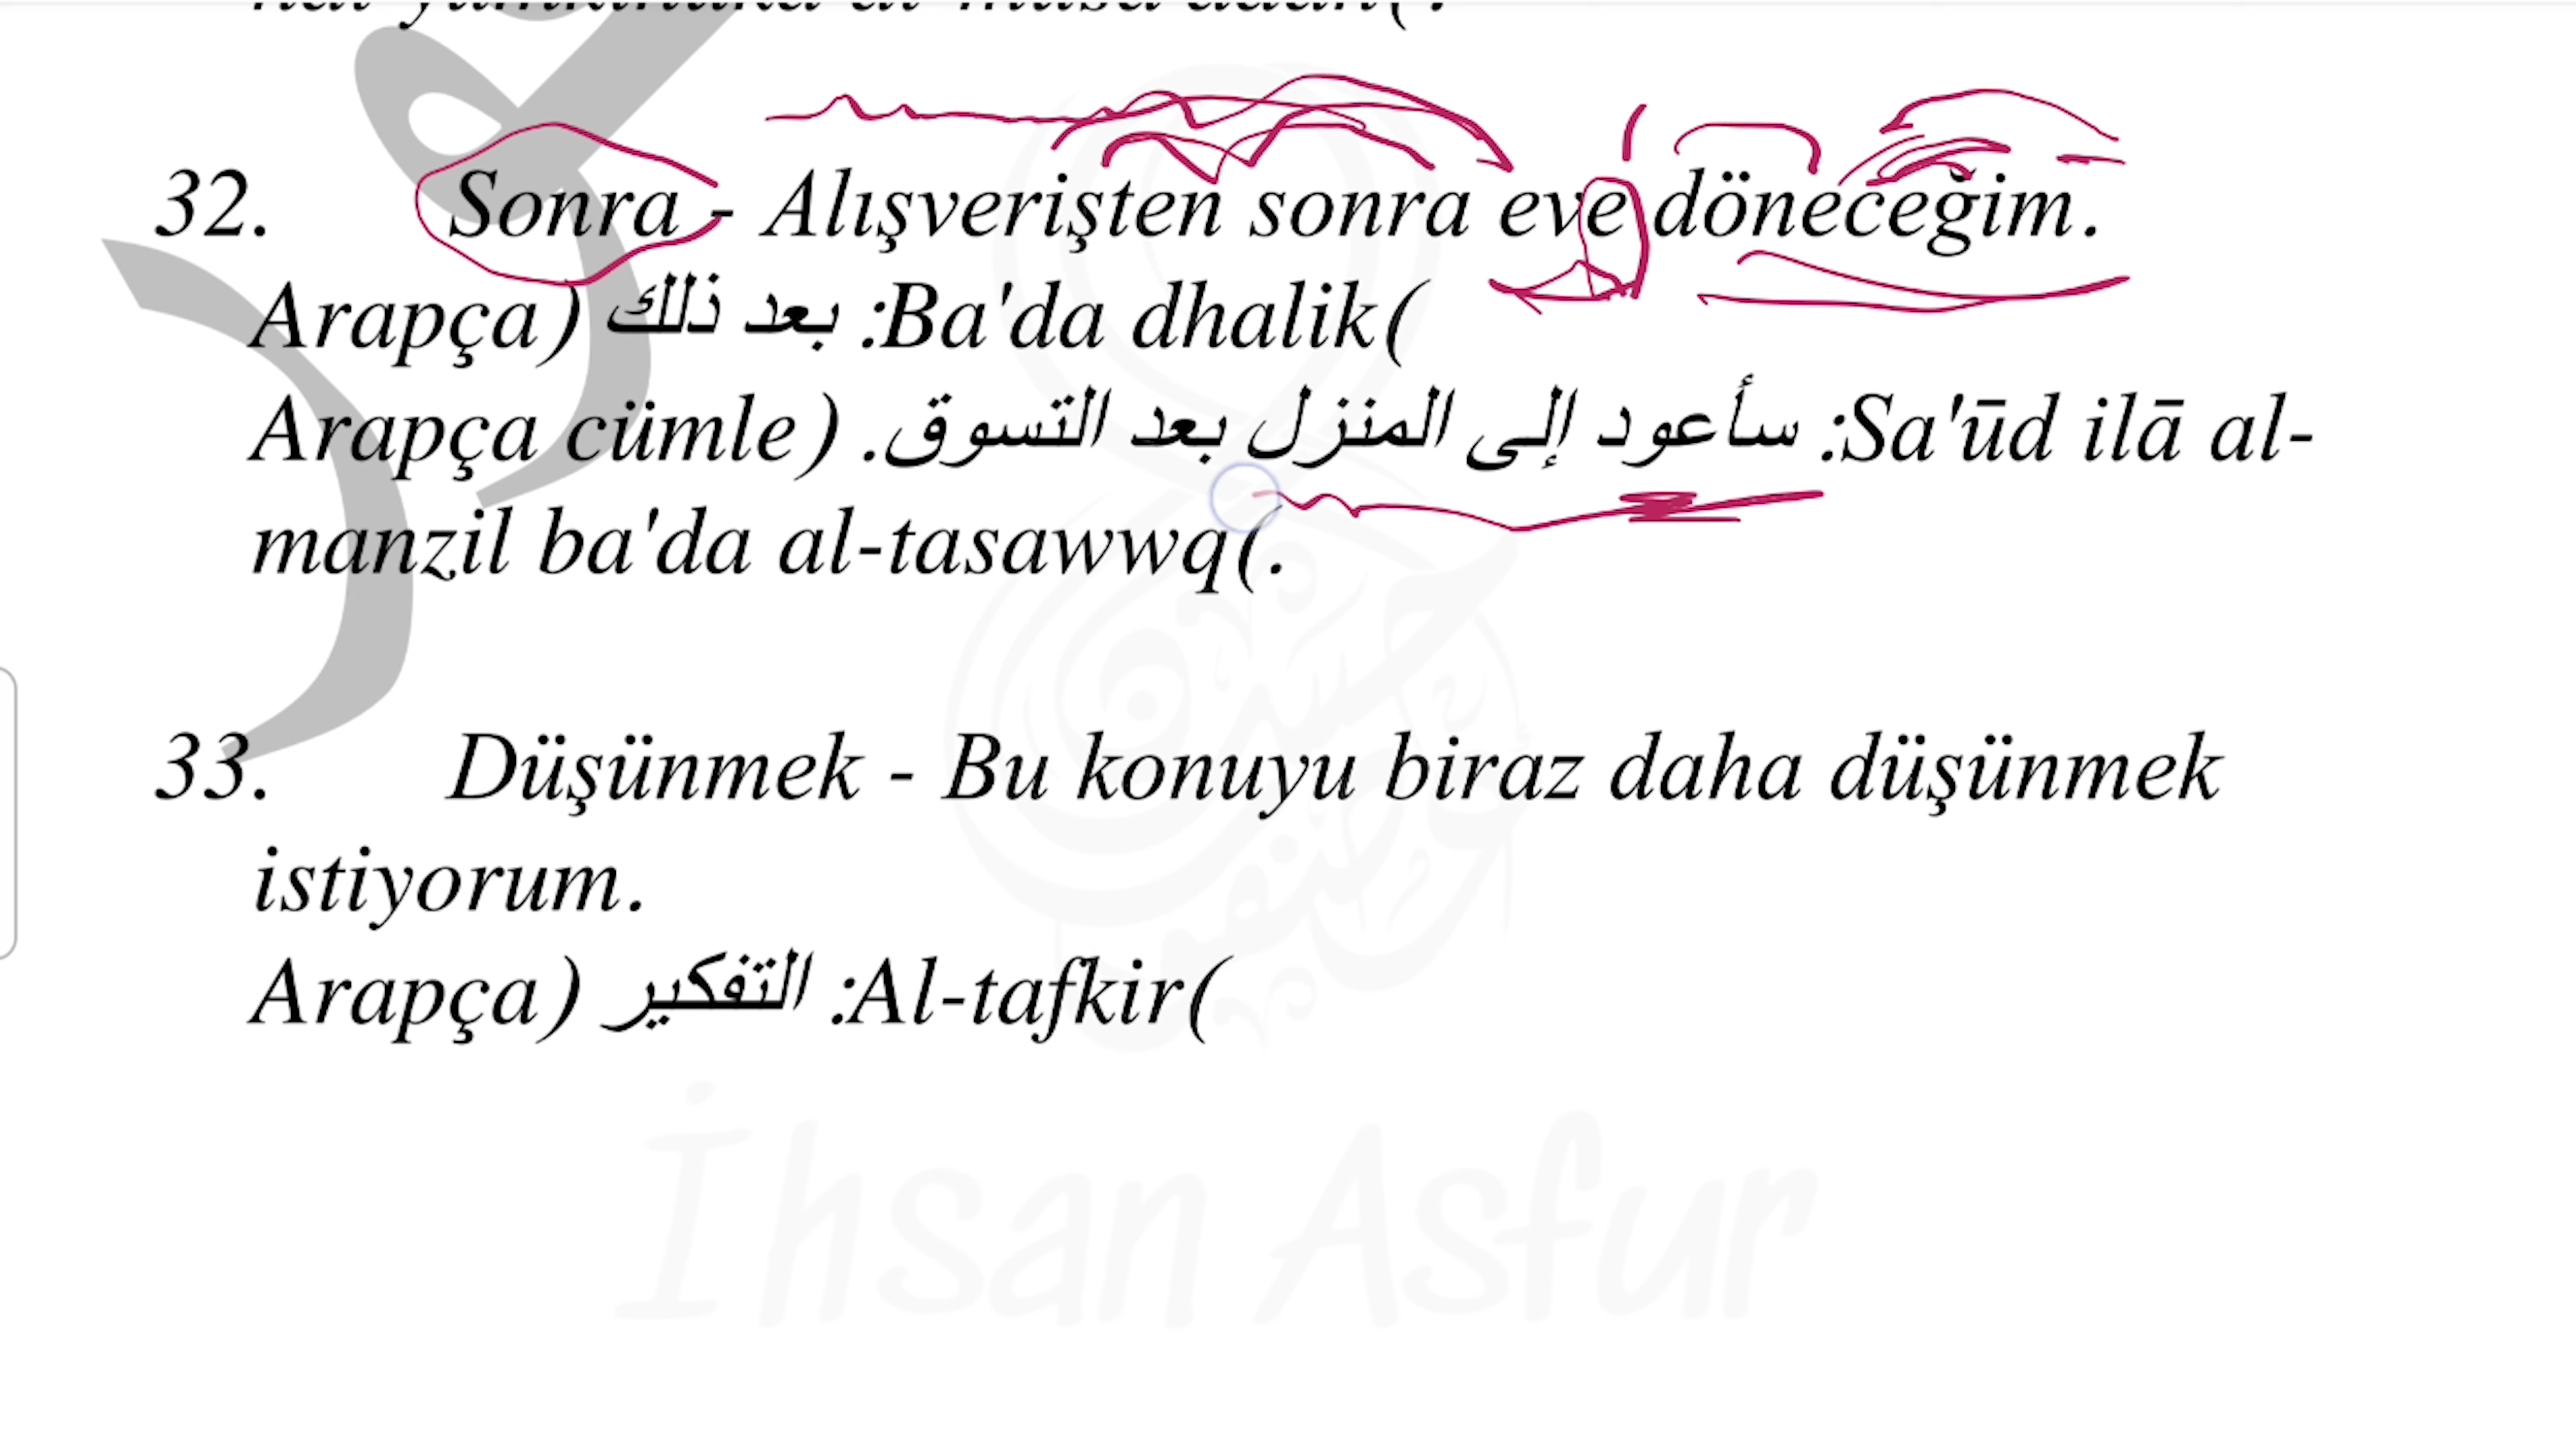 32. Sonra - Alışverişten sonra eve döneceğim.
Arapça) بعد ذلك :Ba'da dhalik(
Arapça cümle) سأعود إلى المنزل بعد التسوق. :Sa'ūd ilā al-
manzil ba'da al-tasawwq(.
33. Düşünmek - Bu konuyu biraz daha düşünmek
istiyorum.
Arapça) التفكير :Al-tafkir(
İhsan Asfur